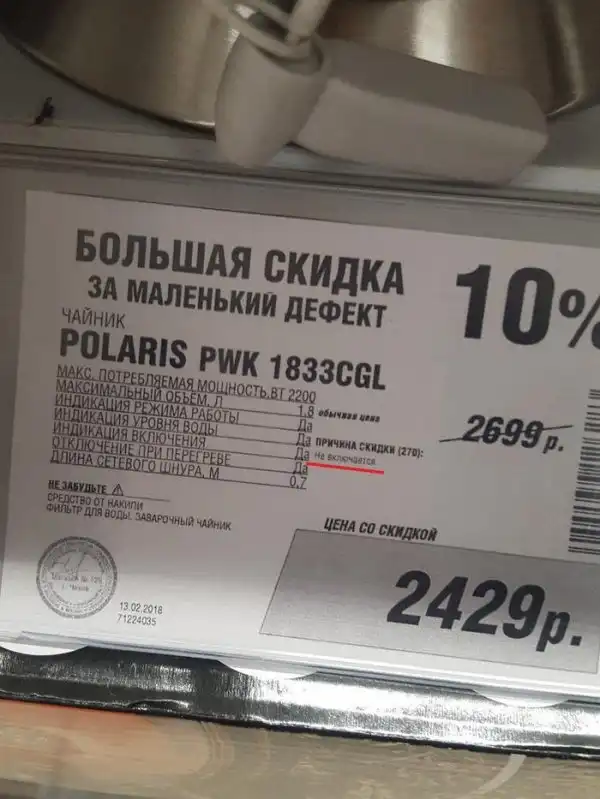 БОЛЬШАЯ СКИДКА
ЗА МАЛЕНЬКИЙ ДЕФЕКТ
10%
ЧАЙНИК
POLARIS PWK 1833CGL
МАКС. ПОТРЕБЛЯЕМАЯ МОЩНОСТЬ,ВТ 2200
МАКСИМАЛЬНЫЙ ОБЪЕМ, Л 1,8
ИНДИКАЦИЯ РЕЖИМА РАБОТЫ Да
ИНДИКАЦИЯ УРОВНЯ ВОДЫ Да
ИНДИКАЦИЯ ВКЛЮЧЕНИЯ Да
ОТКЛЮЧЕНИЕ ПРИ ПЕРЕГРЕВЕ Да
ДЛИНА СЕТЕВОГО ШНУРА, М 0,7
обычная цена
2699р.
ПРИЧИНА СКИДКИ (270):
Не включается
НЕ ЗАБУДЬТЕ
СРЕДСТВО ОТ НАКИПИ
ФИЛЬТР ДЛЯ ВОДЫ, ЗАВАРОЧНЫЙ ЧАЙНИК
ЦЕНА СО СКИДКОЙ
2429р.
13.02.2018
71224035